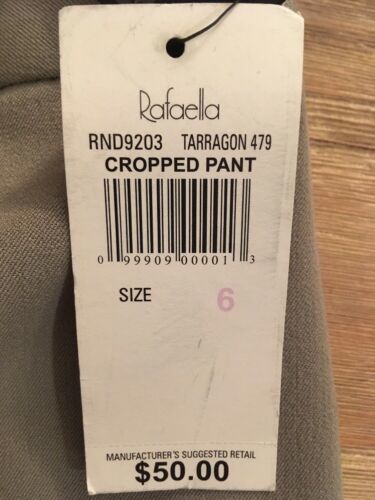 Rafaella
RND9203 TARRAGON 479
CROPPED PANT
0 99909 00001 3
SIZE 6
MANUFACTURER'S SUGGESTED RETAIL
$50.00